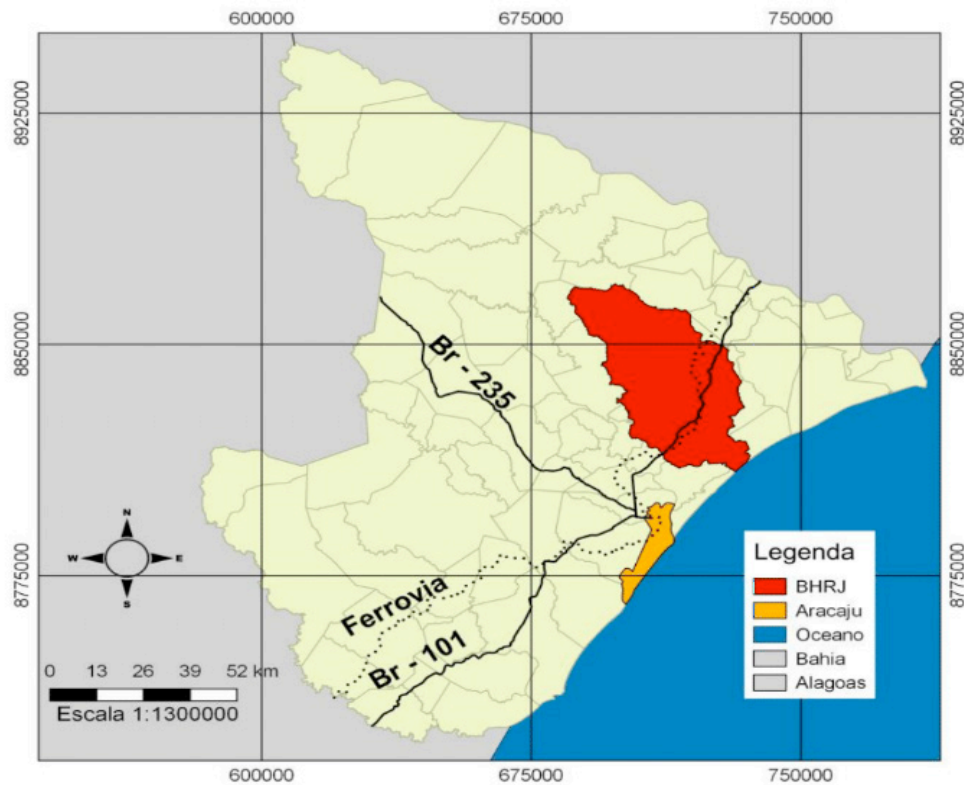 600000 675000 750000
8925000 8925000
8850000 8850000
Br - 235
N
W E
S
8775000 8775000
Ferrovia
Br - 101
0 13 26 39 52 km
Escala 1:1300000
Legenda
BHRJ
Aracaju
Oceano
Bahia
Alagoas
600000 675000 750000